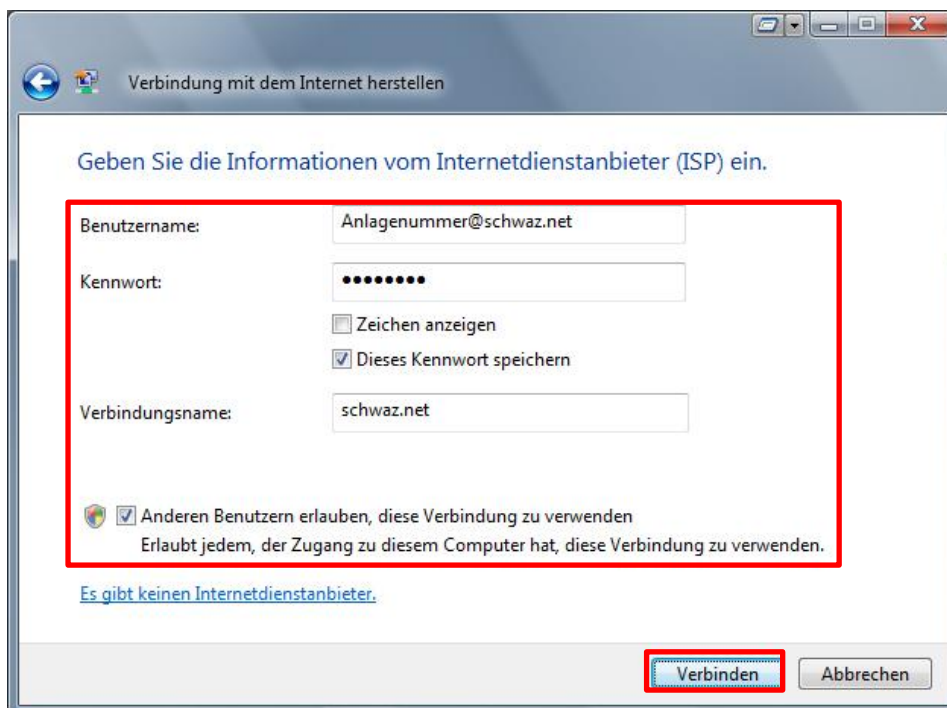 Verbindung mit dem Internet herstellen
Geben Sie die Informationen vom Internetdienstanbieter (ISP) ein.
Benutzername: Anlagenummer@schwaz.net
Kennwort: ●●●●●●●●
Zeichen anzeigen
Dieses Kennwort speichern
Verbindungsname: schwaz.net
Anderen Benutzern erlauben, diese Verbindung zu verwenden
Erlaubt jedem, der Zugang zu diesem Computer hat, diese Verbindung zu verwenden.
Es gibt keinen Internetdienstanbieter.
Verbinden Abbrechen